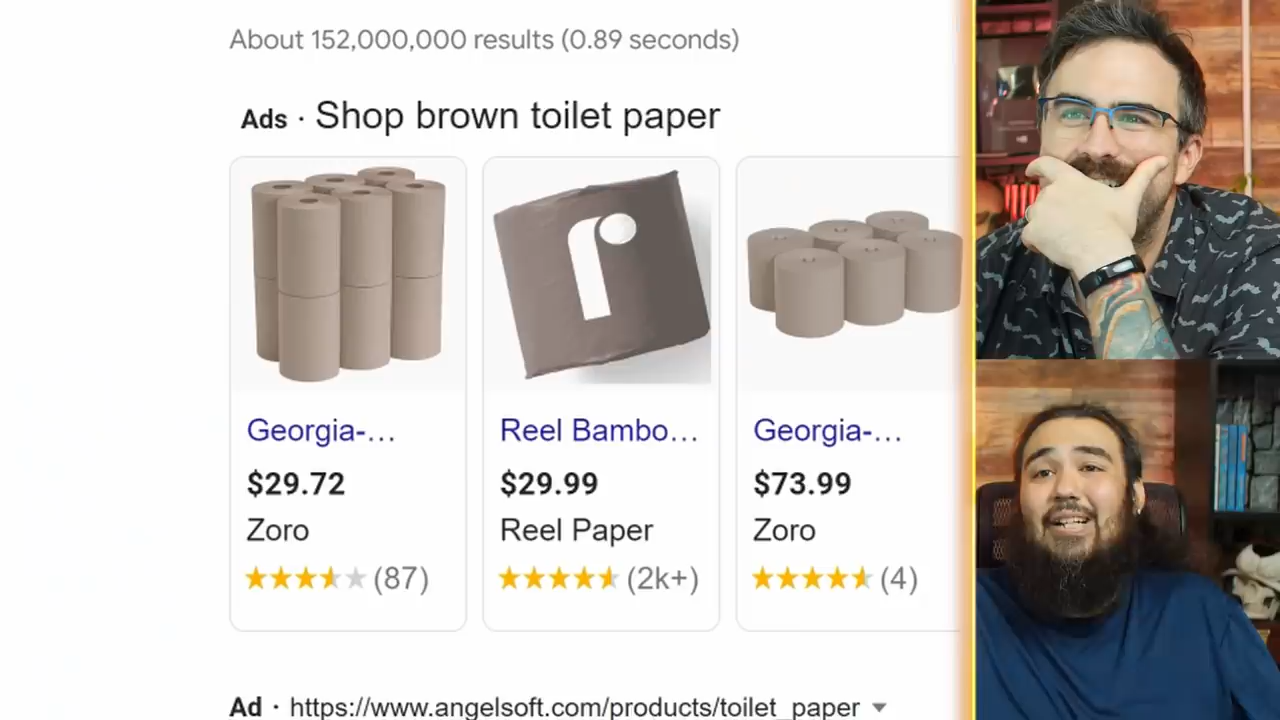 About 152,000,000 results (0.89 seconds)
Ads · Shop brown toilet paper
Georgia-...
$29.72
Zoro
(87)
Reel Bambo...
$29.99
Reel Paper
(2k+)
Georgia-...
$73.99
Zoro
(4)
Ad · https://www.angelsoft.com/products/toilet_paper